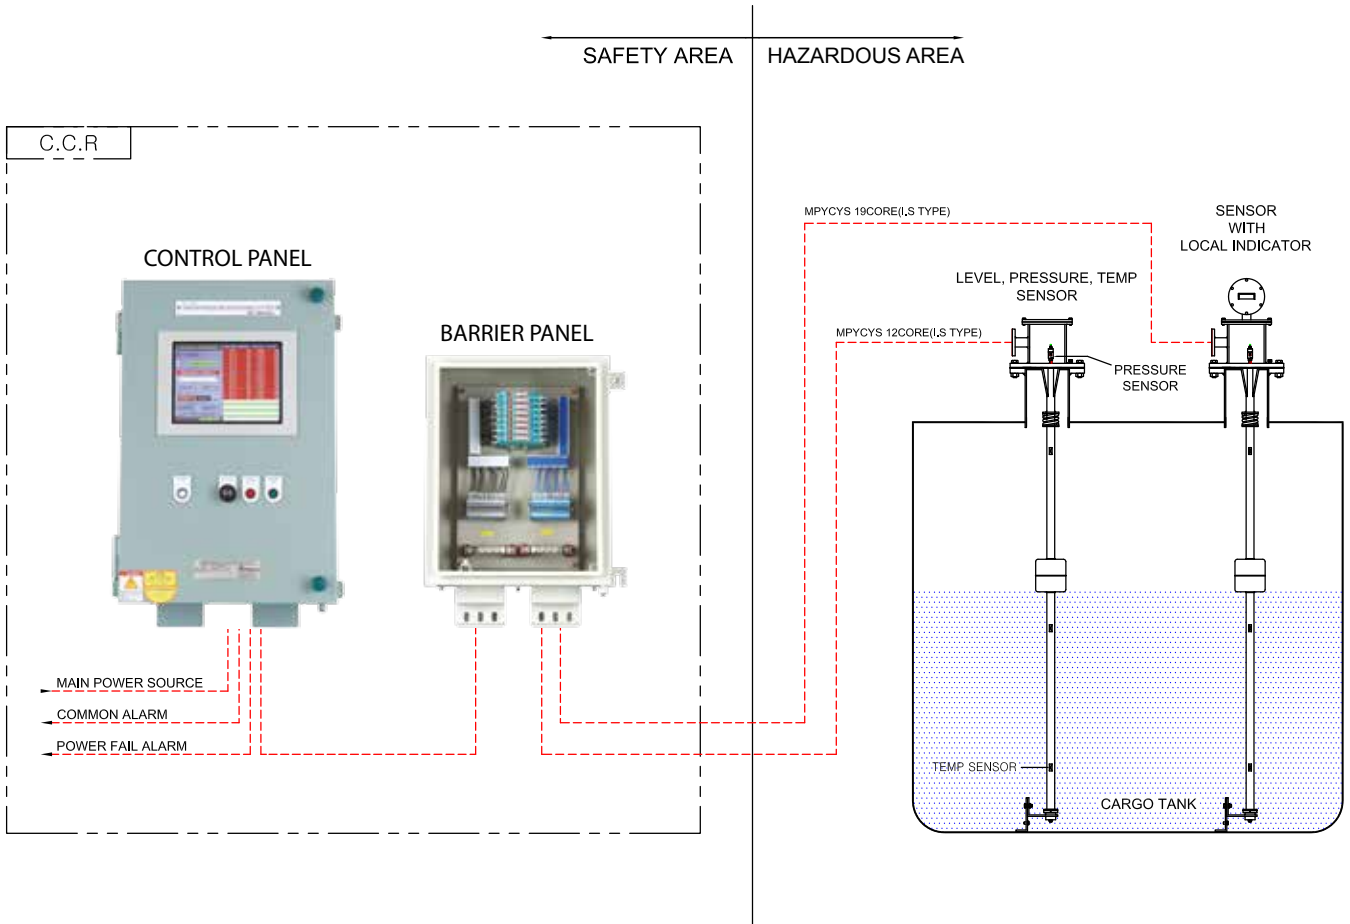 SAFETY AREA
HAZARDOUS AREA
C.C.R
MPYCYS 19CORE(I.S TYPE)
SENSOR
WITH
LOCAL INDICATOR
CONTROL PANEL
LEVEL, PRESSURE, TEMP
SENSOR
BARRIER PANEL
MPYCYS 12CORE(I.S TYPE)
PRESSURE
SENSOR
MAIN POWER SOURCE
COMMON ALARM
POWER FAIL ALARM
TEMP SENSOR
CARGO TANK